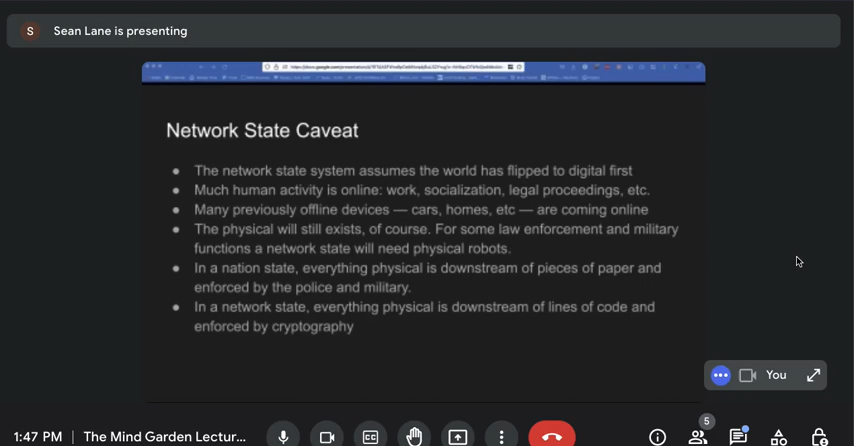 S
Sean Lane is presenting
Network State Caveat
● The network state system assumes the world has flipped to digital first
● Much human activity is online: work, socialization, legal proceedings, etc.
● Many previously offline devices — cars, homes, etc — are coming online
● The physical will still exists, of course. For some law enforcement and military
functions a network state will need physical robots.
● In a nation state, everything physical is downstream of pieces of paper and
enforced by the police and military.
● In a network state, everything physical is downstream of lines of code and
enforced by cryptography
You
5
1:47 PM | The Mind Garden Lectur...
CC